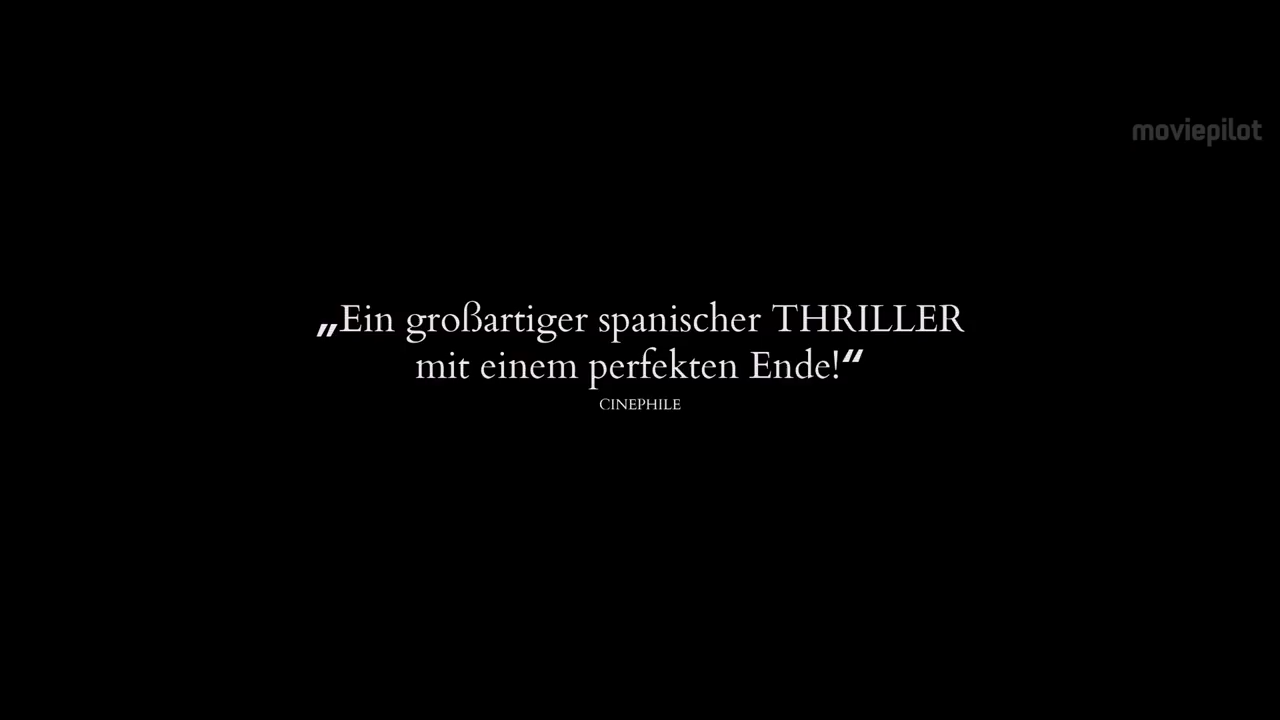 moviepilot
„Ein großartiger spanischer THRILLER
mit einem perfekten Ende!“
CINEPHILE